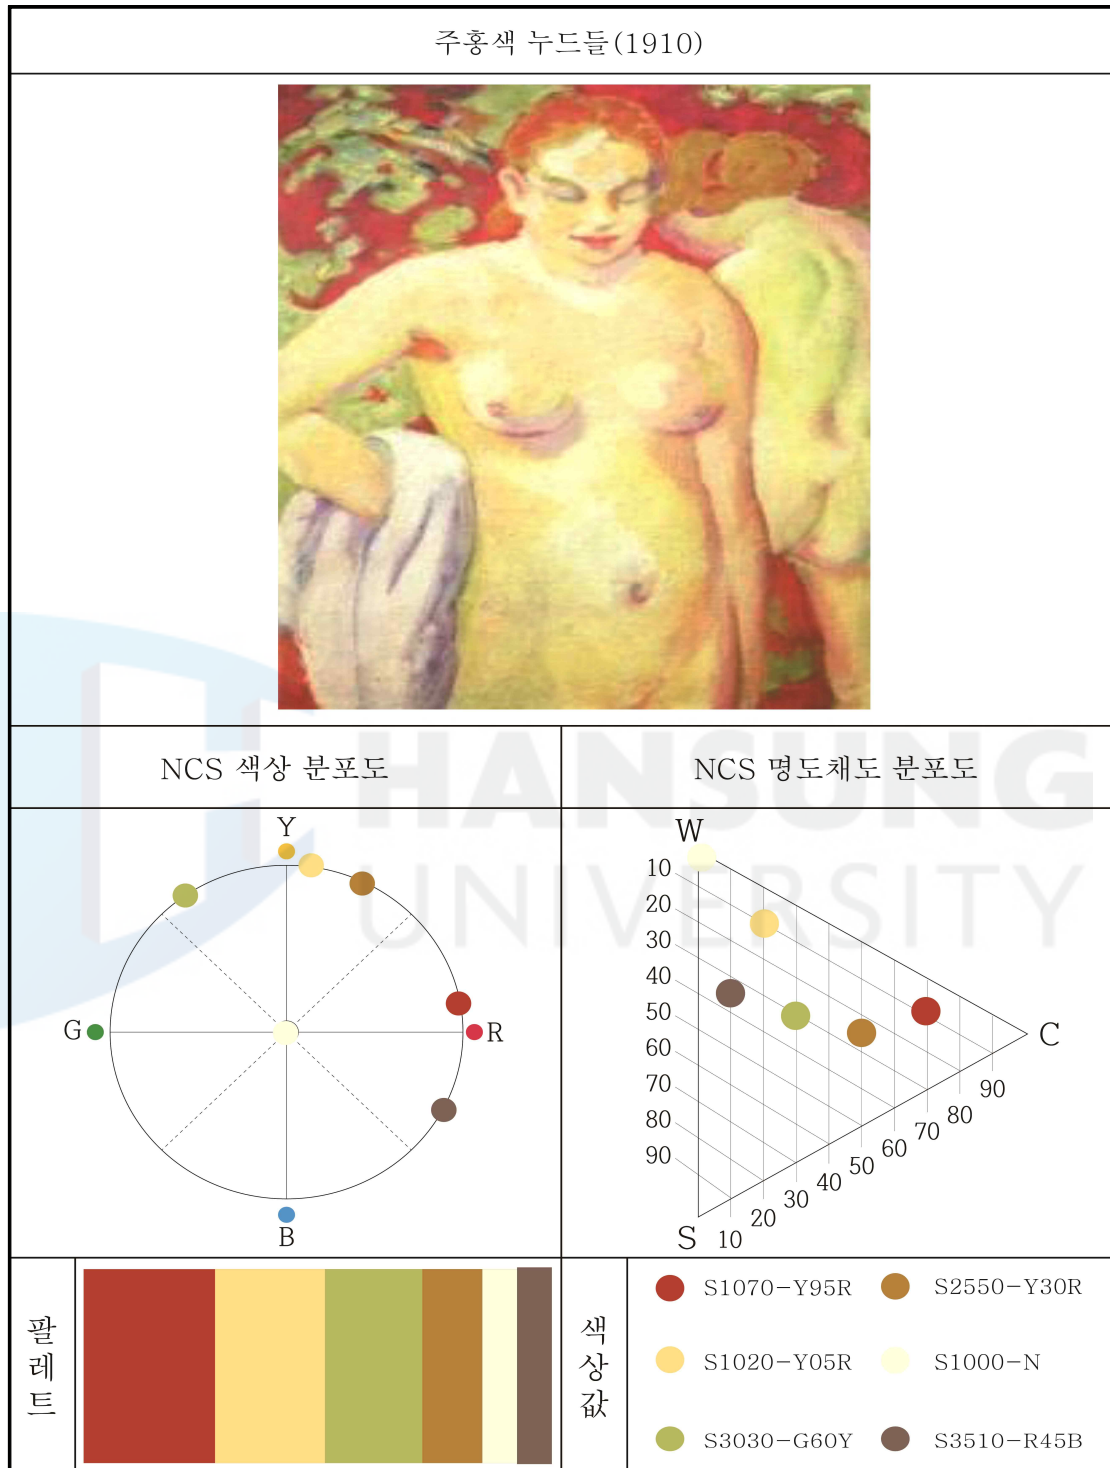 주홍색 누드들(1910)
NCS 색상 분포도
NCS 명도채도 분포도
HANSUNG
UNIVERSITY
Y
G
R
B
W
10
20
30
40
50
60
70
80
90
S
C
10
20
30
40
50
60
70
80
90
팔레트
색상값
S1070-Y95R
S2550-Y30R
S1020-Y05R
S1000-N
S3030-G60Y
S3510-R45B